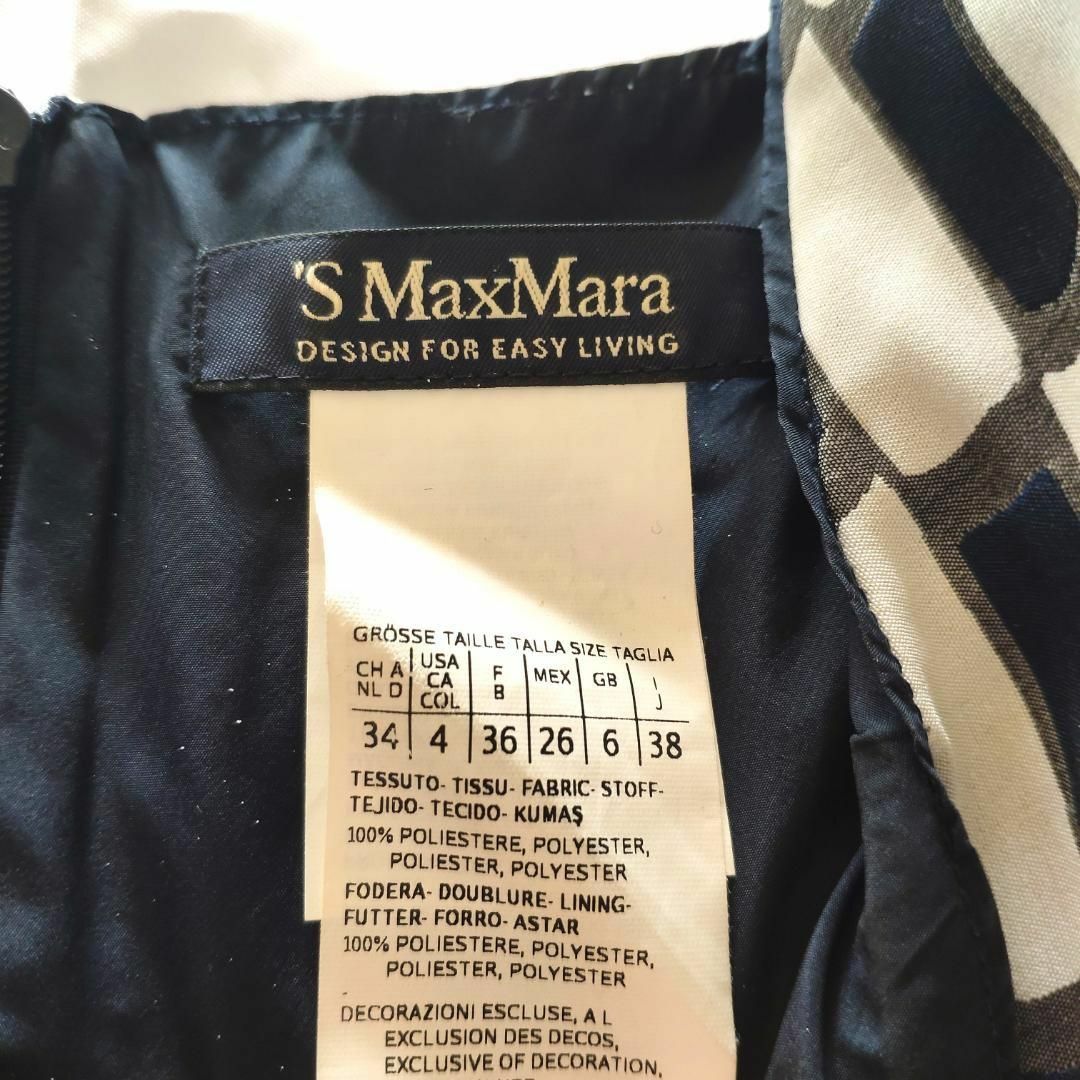 'S MaxMara
DESIGN FOR EASY LIVING
GRÖSSE TAILLE TALLA SIZE TAGLIA
CH A NL D USA CA COL F B MEX GB I J
34 4 36 26 6 38
TESSUTO- TISSU- FABRIC- STOFF-
TEJIDO- TECIDO- KUMAŞ
100% POLIESTERE, POLYESTER,
POLIESTER, POLYESTER
FODERA- DOUBLURE- LINING-
FUTTER- FORRO- ASTAR
100% POLIESTERE, POLYESTER,
POLIESTER, POLYESTER
DECORAZIONI ESCLUSE, A L
EXCLUSION DES DECOS,
EXCLUSIVE OF DECORATION,